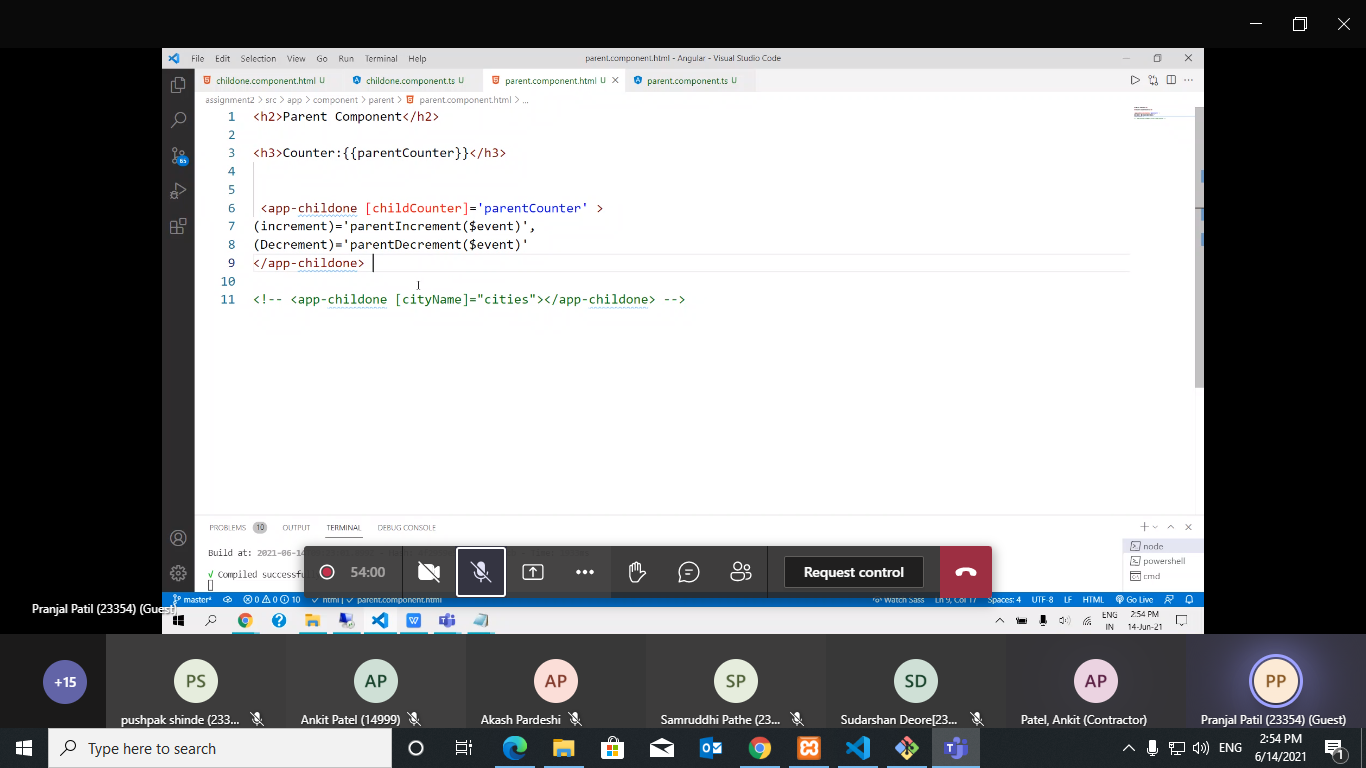 File Edit Selection View Go Run Terminal Help parent.component.html - Angular - Visual Studio Code
childone.component.html U childone.component.ts U parent.component.html U parent.component.ts U
assignment2 > src > app > component > parent > parent.component.html > ...
1 <h2>Parent Component</h2>
2
3 <h3>Counter:{{parentCounter}}</h3>
4
5
6 <app-childone [childCounter]='parentCounter' >
7 (increment)='parentIncrement($event)',
8 (Decrement)='parentDecrement($event)'
9 </app-childone>
10
11 <!-- <app-childone [cityName]="cities"></app-childone> -->
65
PROBLEMS 10 OUTPUT TERMINAL DEBUG CONSOLE
Build at: 2021-06-1
√ Compiled successfu
node
powershell
cmd
54:00 Request control
master* 0 0 10 html parent.component.html Watch Sass Ln 9, Col 17 Spaces: 4 UTF-8 LF HTML Go Live
Pranjal Patil (23354) (Guest)
ENG IN 2:54 PM 14-Jun-21
+15 PS AP AP SP SD AP PP
pushpak shinde (233... Ankit Patel (14999) Akash Pardeshi Samruddhi Pathe (23... Sudarshan Deore[23... Patel, Ankit (Contractor) Pranjal Patil (23354) (Guest)
Type here to search ENG 2:54 PM 6/14/2021 1